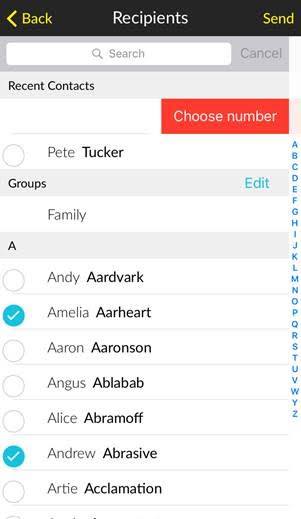 Back Recipients Send
Search Cancel
Recent Contacts
Choose number
Pete Tucker
Groups Edit
Family
A
Andy Aardvark
Amelia Aarheart
Aaron Aaronson
Angus Ablabab
Alice Abramoff
Andrew Abrasive
Artie Acclamation
A
B
C
D
E
F
G
H
I
J
K
L
M
N
O
P
Q
R
S
T
U
V
W
Y
Z